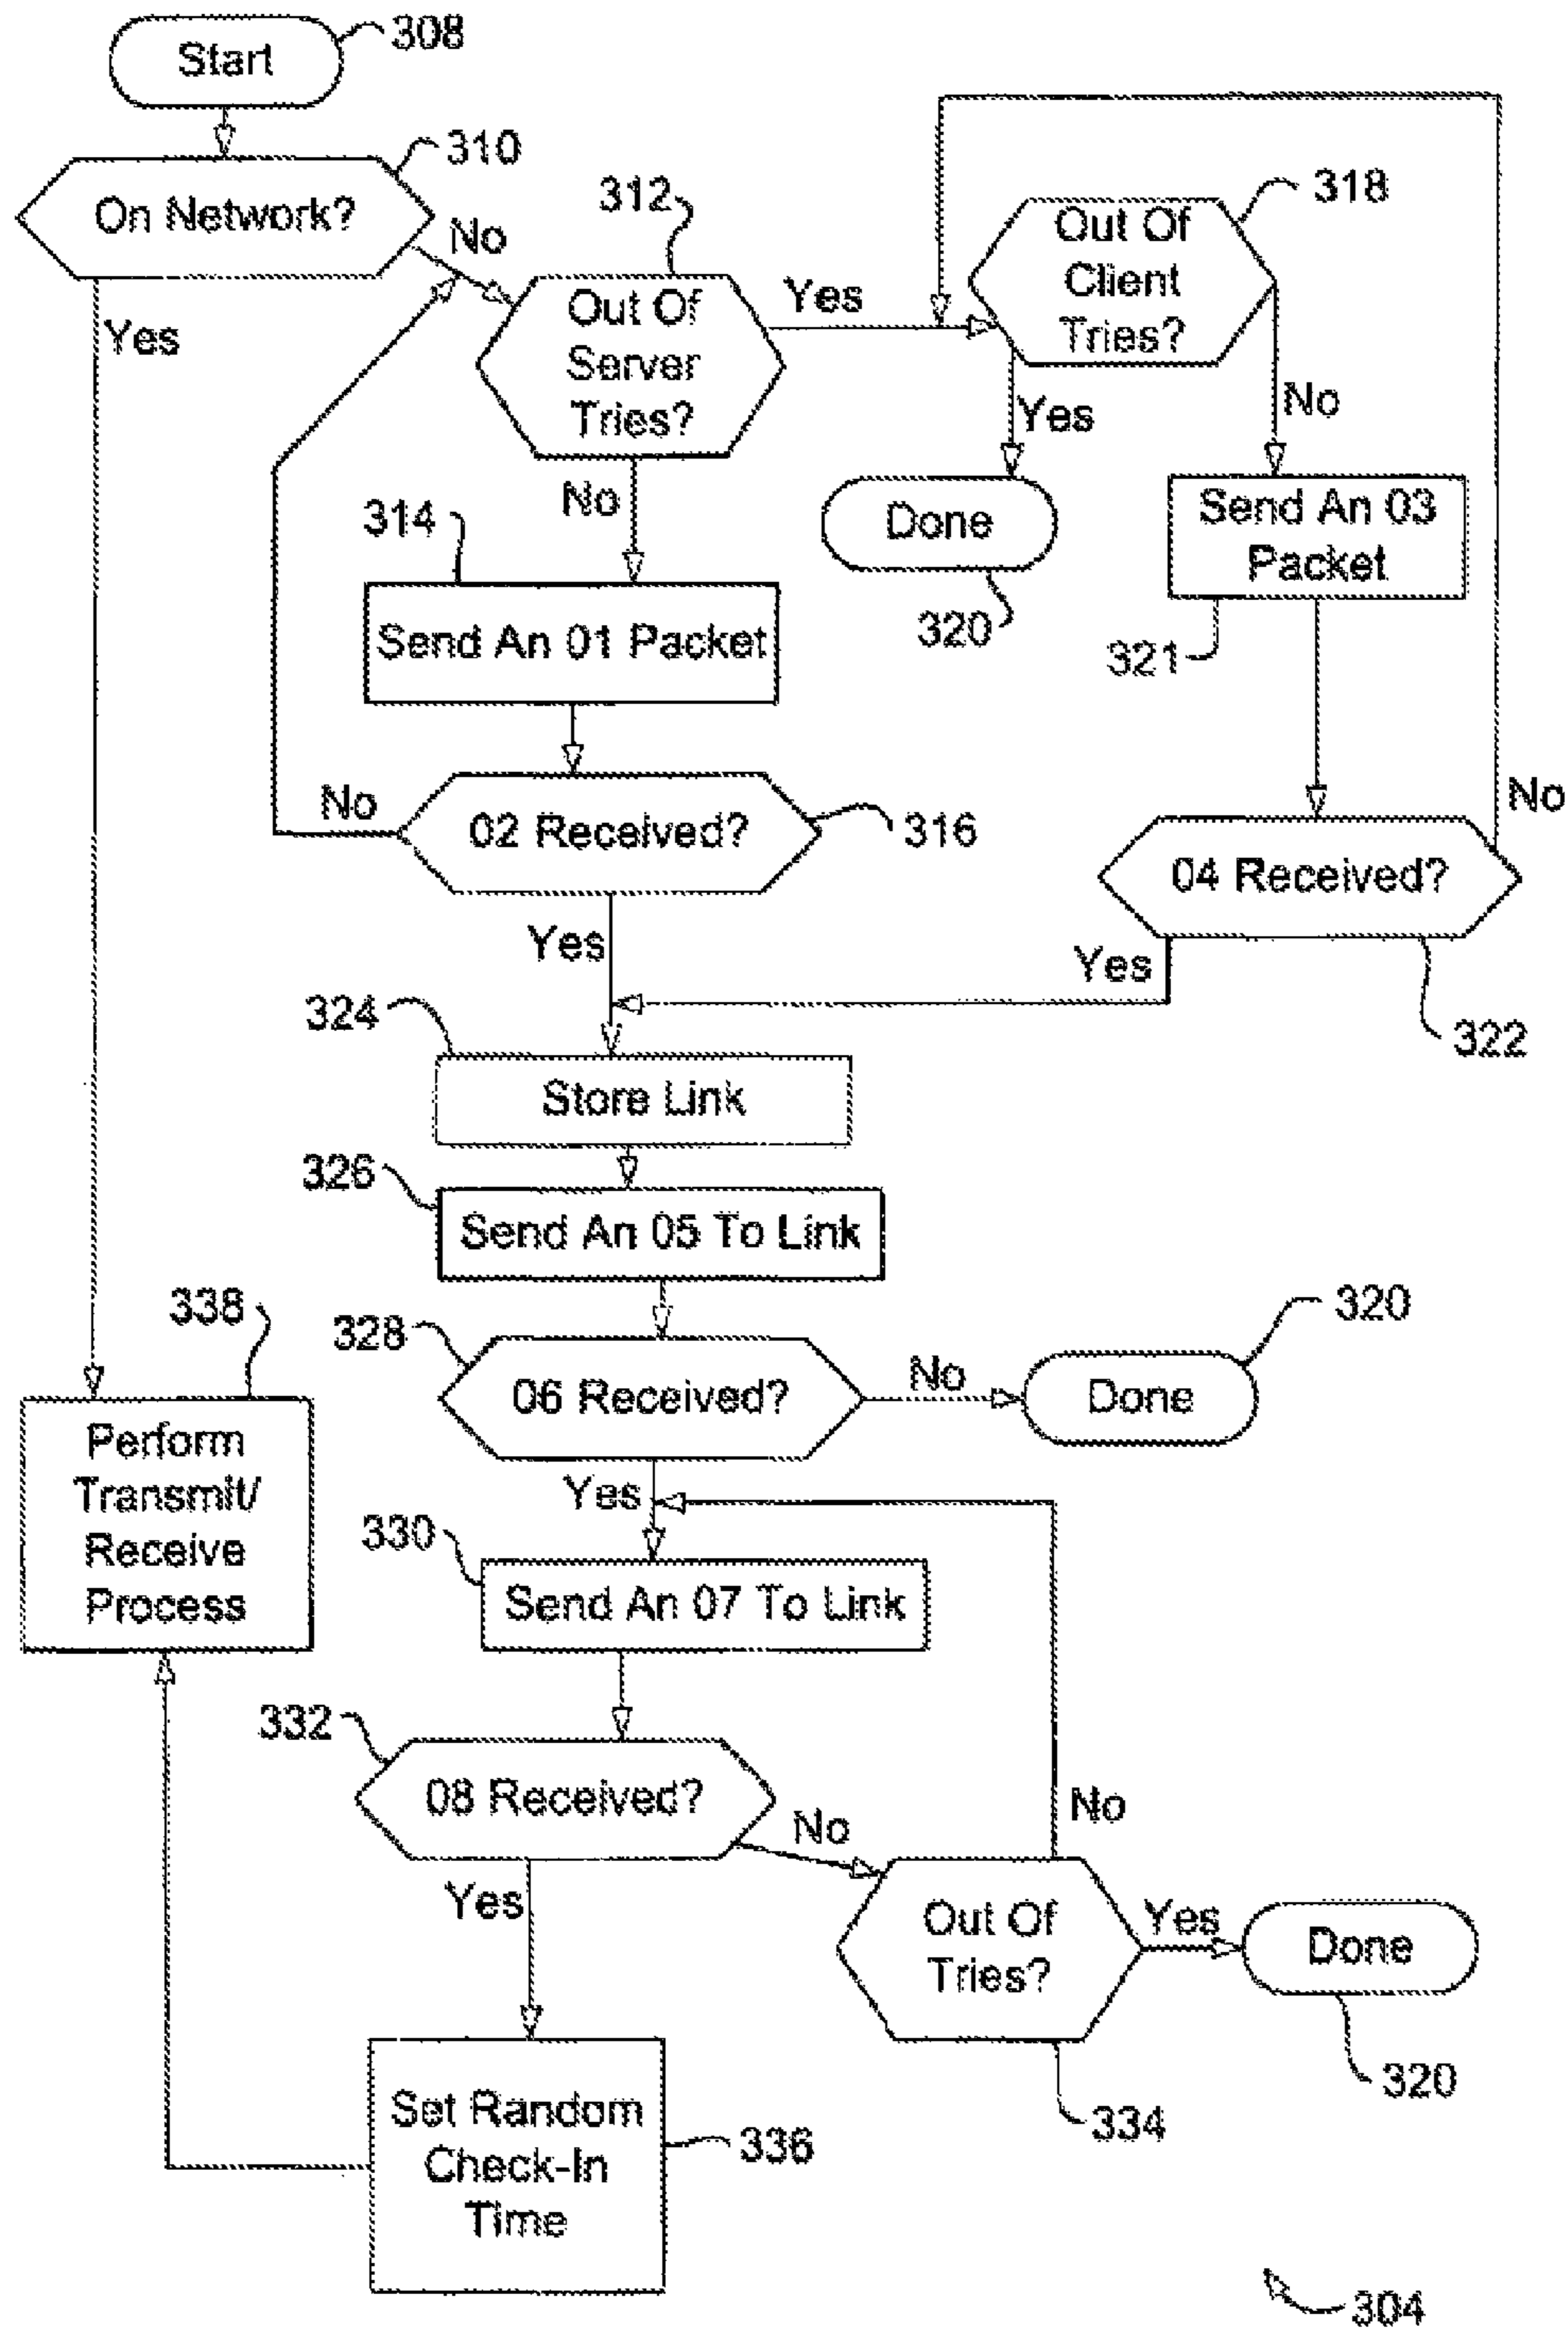 Start
308
On Network?
310
No
Yes
312
Out Of
Server
Tries?
Yes
318
Out Of
Client
Tries?
Yes
No
Done
320
Send An 03
Packet
321
No
314
Send An 01 Packet
No
02 Received?
316
Yes
04 Received?
No
Yes
322
324
Store Link
326
Send An 05 To Link
328
06 Received?
No
Done
320
338
Perform
Transmit/
Receive
Process
Yes
330
Send An 07 To Link
332
08 Received?
No
No
Yes
Out Of
Tries?
Yes
Done
320
334
Set Random
Check-In
Time
336
304